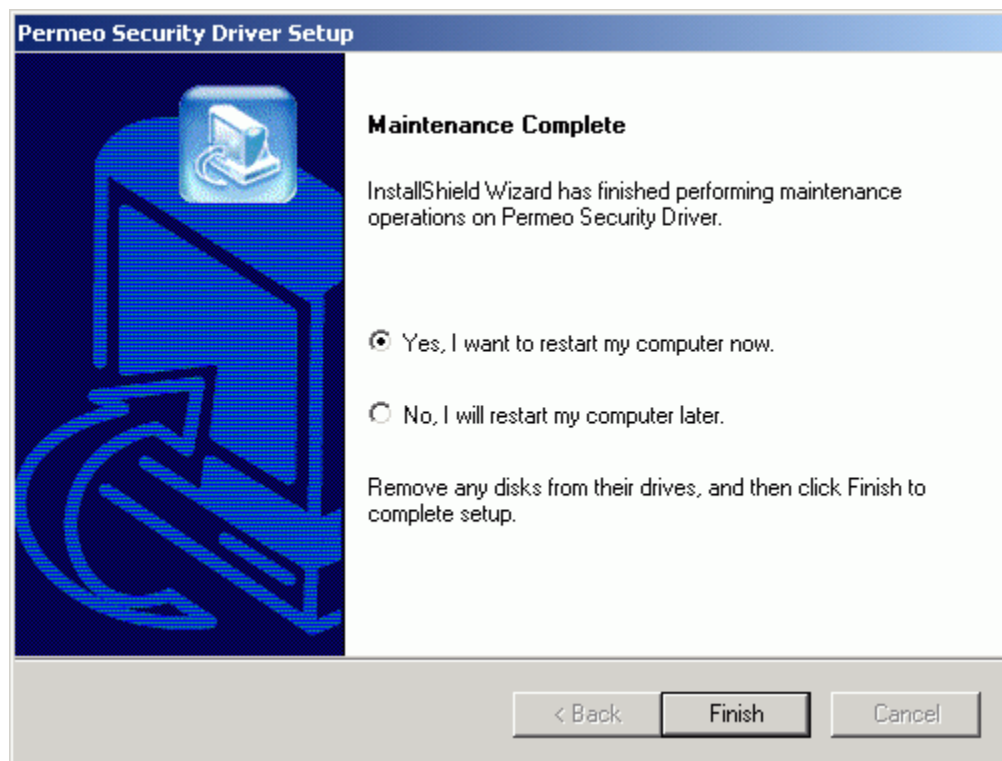 Permeo Security Driver Setup
Maintenance Complete
InstallShield Wizard has finished performing maintenance
operations on Permeo Security Driver.
Yes, I want to restart my computer now.
No, I will restart my computer later.
Remove any disks from their drives, and then click Finish to
complete setup.
< Back
Finish
Cancel